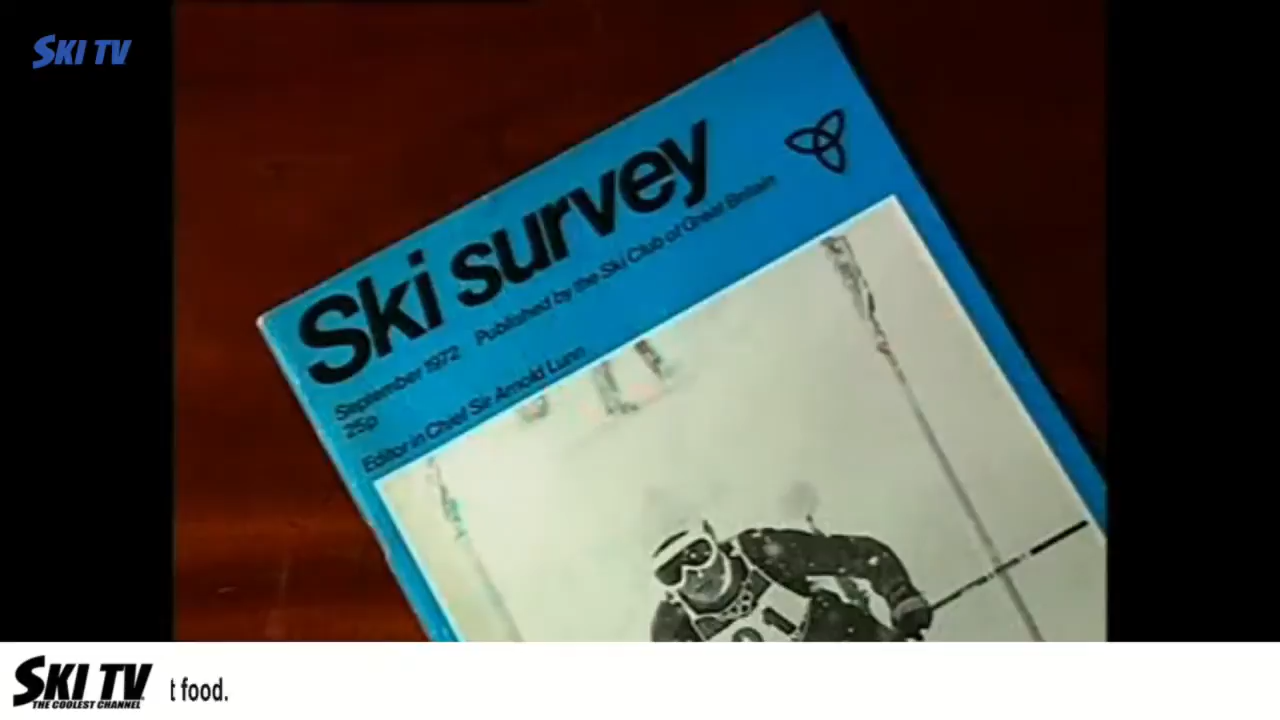 SKI TV
Ski survey
September 1972 Published by the Ski Club of Great Britain
25p
Editor in Chief Sir Arnold Lunn
SKI TV
THE COOLEST CHANNEL
t food.